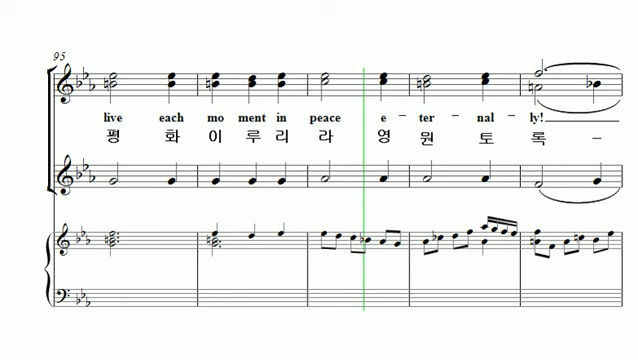 95
live each mo ment in peace e - ter - nal - ly!
평 화 이 루 리 라 영 원 토 록 -